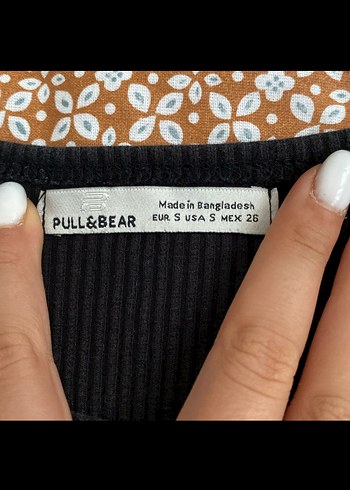 PULL&BEAR
Made in Bangladesh
EUR S USA S MEX 26